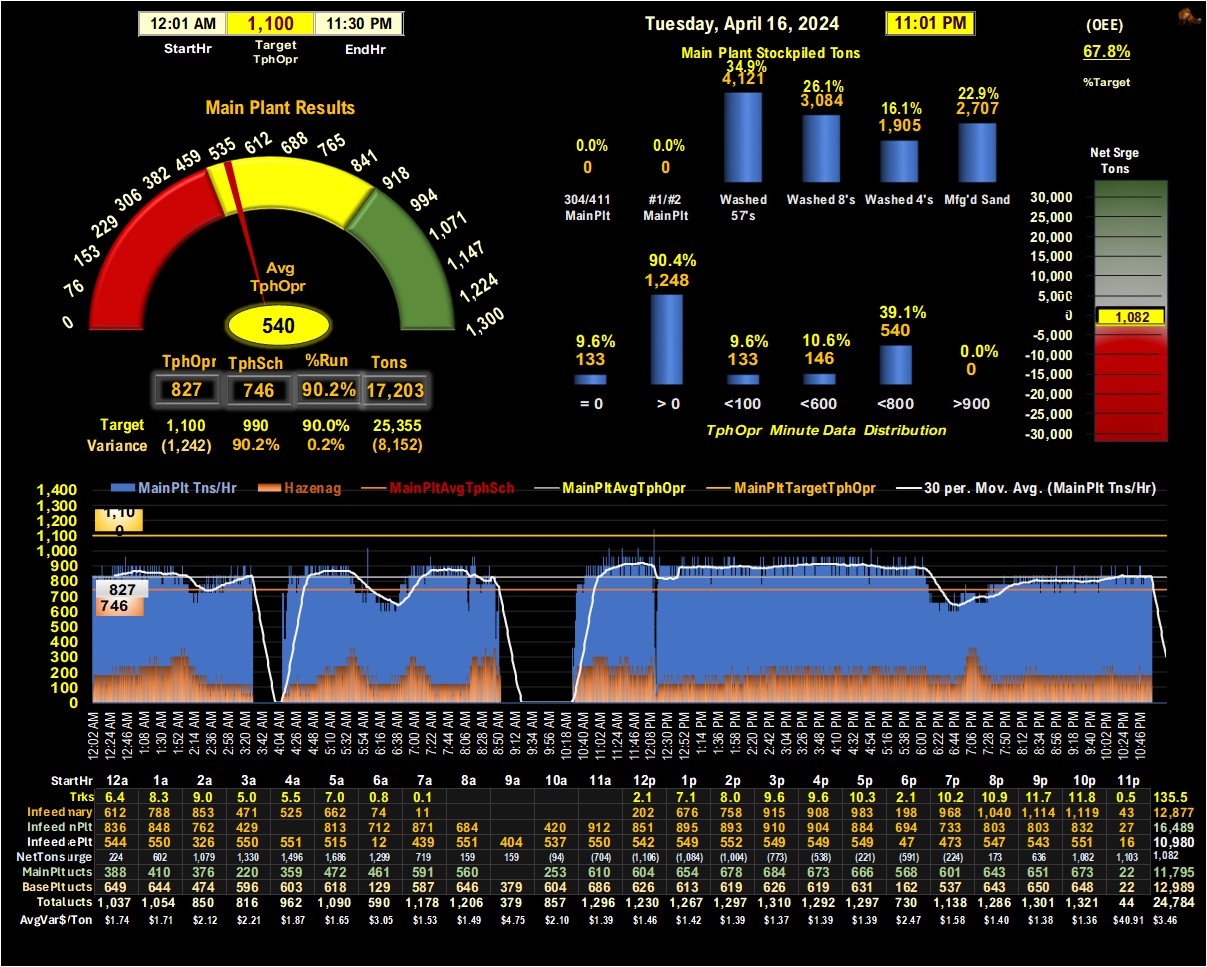 12:01 AM 1,100 11:30 PM
StartHr Target TphOpr EndHr
Tuesday, April 16, 2024 11:01 PM
(OEE)
67.8%
%Target
Main Plant Stockpiled Tons
0.0% 0.0% 34.9% 26.1% 16.1% 22.9%
0 0 4,121 3,084 1,905 2,707
304/411 MainPlt #1/#2 MainPlt Washed 57's Washed 8's Washed 4's Mfg'd Sand
Main Plant Results
0 76 153 229 306 382 459 535 612 688 765 841 918 994 1,071 1,147 1,224 1,300
Avg
TphOpr
540
TphOpr TphSch %Run Tons
827 746 90.2% 17,203
Target 1,100 990 90.0% 25,355
Variance (1,242) 90.2% 0.2% (8,152)
9.6% 90.4% 9.6% 10.6% 39.1% 0.0%
133 1,248 133 146 540 0
= 0 > 0 <100 <600 <800 >900
TphOpr Minute Data Distribution
Net Srge
Tons
30,000
25,000
20,000
15,000
10,000
5,000
0
1,082
-5,000
-10,000
-15,000
-20,000
-25,000
-30,000
MainPlt Tns/Hr Hazenag MainPltAvgTphSch MainPltAvgTphOpr MainPltTargetTphOpr 30 per. Mov. Avg. (MainPlt Tns/Hr)
1,400
1,300
1,200
1,100
1,000
900
800
700
600
500
400
300
200
100
0
1,10
0
827
746
12:02 AM 12:24 AM 12:46 AM 1:08 AM 1:30 AM 1:52 AM 2:14 AM 2:36 AM 2:58 AM 3:20 AM 3:42 AM 4:04 AM 4:26 AM 4:48 AM 5:10 AM 5:32 AM 5:54 AM 6:16 AM 6:38 AM 7:00 AM 7:22 AM 7:44 AM 8:06 AM 8:28 AM 8:50 AM 9:12 AM 9:34 AM 9:56 AM 10:18 AM 10:40 AM 11:02 AM 11:24 AM 11:46 AM 12:08 PM 12:30 PM 12:52 PM 1:14 PM 1:36 PM 1:58 PM 2:20 PM 2:42 PM 3:04 PM 3:26 PM 3:48 PM 4:10 PM 4:32 PM 4:54 PM 5:16 PM 5:38 PM 6:00 PM 6:22 PM 6:44 PM 7:06 PM 7:28 PM 7:50 PM 8:12 PM 8:34 PM 8:56 PM 9:18 PM 9:40 PM 10:02 PM 10:24 PM 10:46 PM
StartHr 12a 1a 2a 3a 4a 5a 6a 7a 8a 9a 10a 11a 12p 1p 2p 3p 4p 5p 6p 7p 8p 9p 10p 11p
Trks 6.4 8.3 9.0 5.0 5.5 7.0 0.8 0.1 2.1 7.1 8.0 9.6 9.6 10.3 2.1 10.2 10.9 11.7 11.8 0.5 135.5
Infeed mary 612 788 853 471 525 662 74 11 202 676 758 915 908 983 198 968 1,040 1,114 1,119 43 12,877
Infeed nPlt 836 848 762 429 813 712 871 684 420 912 851 895 893 910 904 884 694 733 803 803 832 27 16,489
Infeed ePlt 544 550 326 550 551 515 12 439 551 404 537 550 542 549 552 549 549 549 47 473 547 543 551 16 10,980
NetTonsurge 224 602 1,079 1,330 1,496 1,686 1,299 719 159 159 (94) (704) (1,106) (1,084) (1,004) (773) (538) (221) (591) (224) 173 636 1,082 1,103 1,082
MainPlt ucts 388 410 376 220 359 472 461 591 560 253 610 604 654 678 684 673 666 568 601 643 651 673 22 11,795
BasePlt ucts 649 644 474 596 603 618 129 587 646 379 604 686 626 613 619 626 619 631 162 537 643 650 648 22 12,989
Total ucts 1,037 1,054 850 816 962 1,090 590 1,178 1,206 379 857 1,296 1,230 1,267 1,297 1,310 1,292 1,297 730 1,138 1,286 1,301 1,321 44 24,784
AvgVar$/Ton $1.74 $1.71 $2.12 $2.21 $1.87 $1.65 $3.05 $1.53 $1.49 $4.75 $2.10 $1.39 $1.46 $1.42 $1.39 $1.36 $1.39 $1.39 $2.47 $1.58 $1.40 $1.38 $1.36 $40.91 $3.46